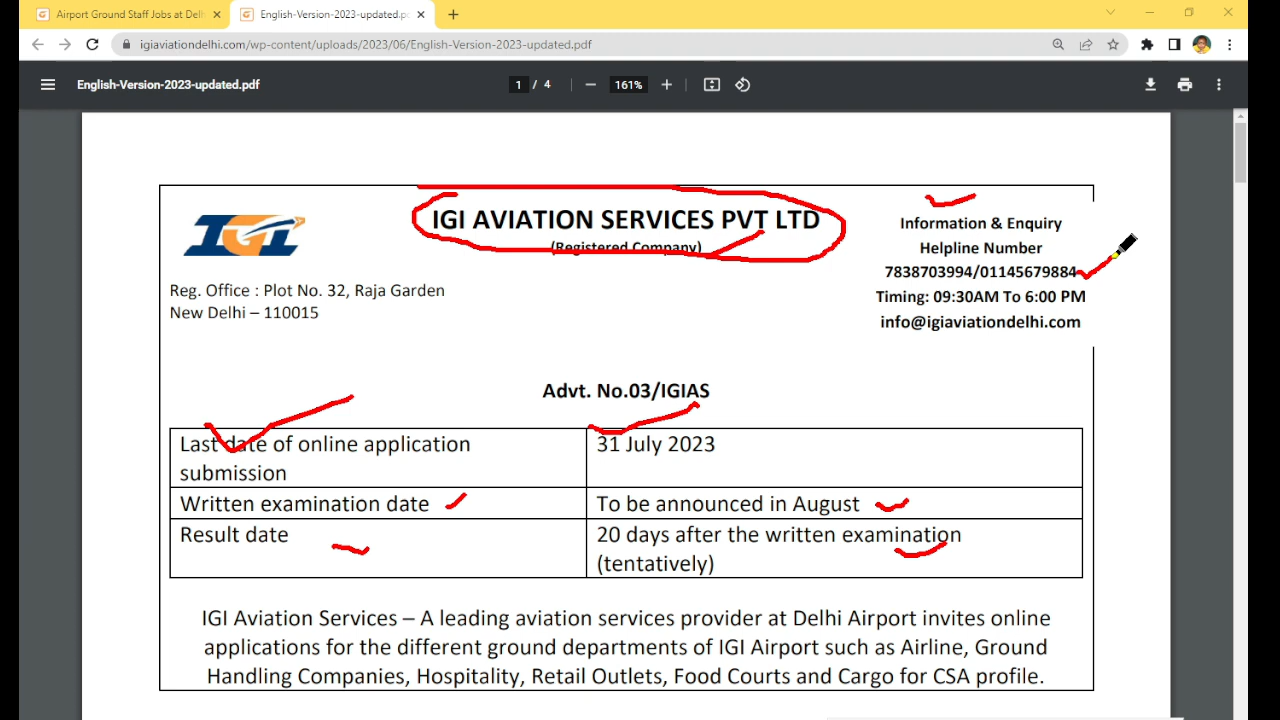 Airport Ground Staff Jobs at Delh
English-Version-2023-updated.pd
igiaviationdelhi.com/wp-content/uploads/2023/06/English-Version-2023-updated.pdf
English-Version-2023-updated.pdf
1 / 4
161%
IGI
IGI AVIATION SERVICES PVT LTD
(Registered Company)
Reg. Office : Plot No. 32, Raja Garden
New Delhi – 110015
Information & Enquiry
Helpline Number
7838703994/01145679884
Timing: 09:30AM To 6:00 PM
info@igiaviationdelhi.com
Advt. No.03/IGIAS
Last date of online application
submission
31 July 2023
Written examination date
To be announced in August
Result date
20 days after the written examination
(tentatively)
IGI Aviation Services – A leading aviation services provider at Delhi Airport invites online
applications for the different ground departments of IGI Airport such as Airline, Ground
Handling Companies, Hospitality, Retail Outlets, Food Courts and Cargo for CSA profile.